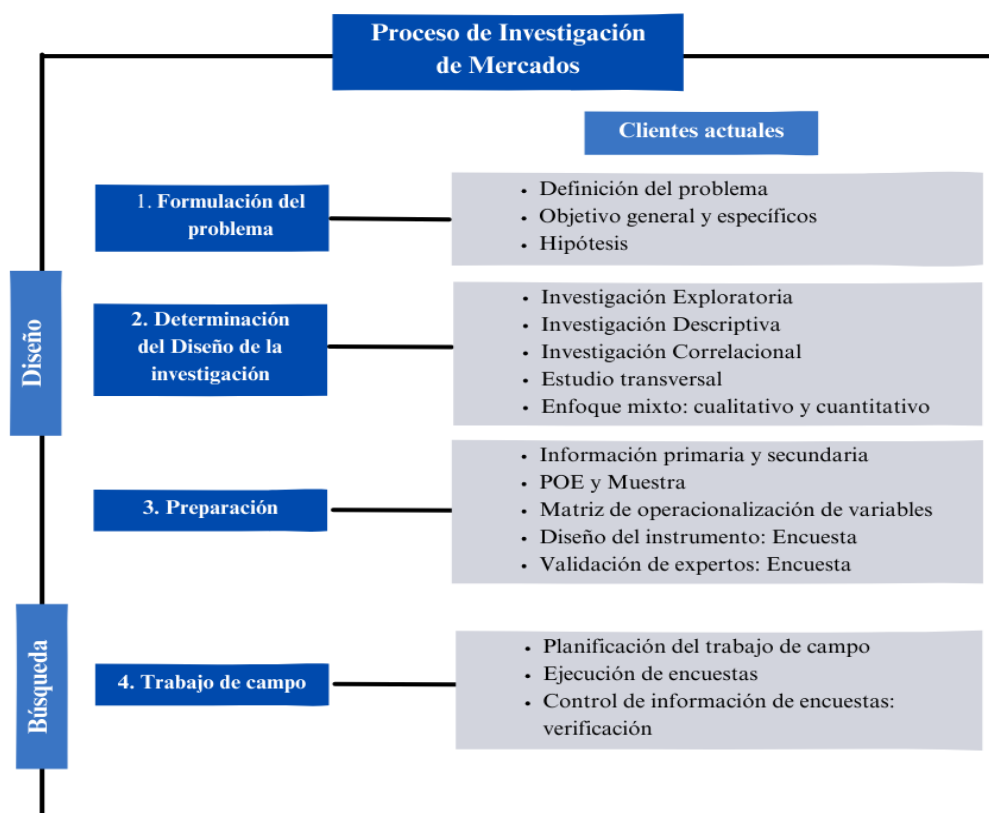 Proceso de Investigación
de Mercados
Clientes actuales
Diseño
1. Formulación del
problema
• Definición del problema
• Objetivo general y específicos
• Hipótesis
2. Determinación
del Diseño de la
investigación
• Investigación Exploratoria
• Investigación Descriptiva
• Investigación Correlacional
• Estudio transversal
• Enfoque mixto: cualitativo y cuantitativo
3. Preparación
• Información primaria y secundaria
• POE y Muestra
• Matriz de operacionalización de variables
• Diseño del instrumento: Encuesta
• Validación de expertos: Encuesta
Búsqueda
4. Trabajo de campo
• Planificación del trabajo de campo
• Ejecución de encuestas
• Control de información de encuestas:
verificación